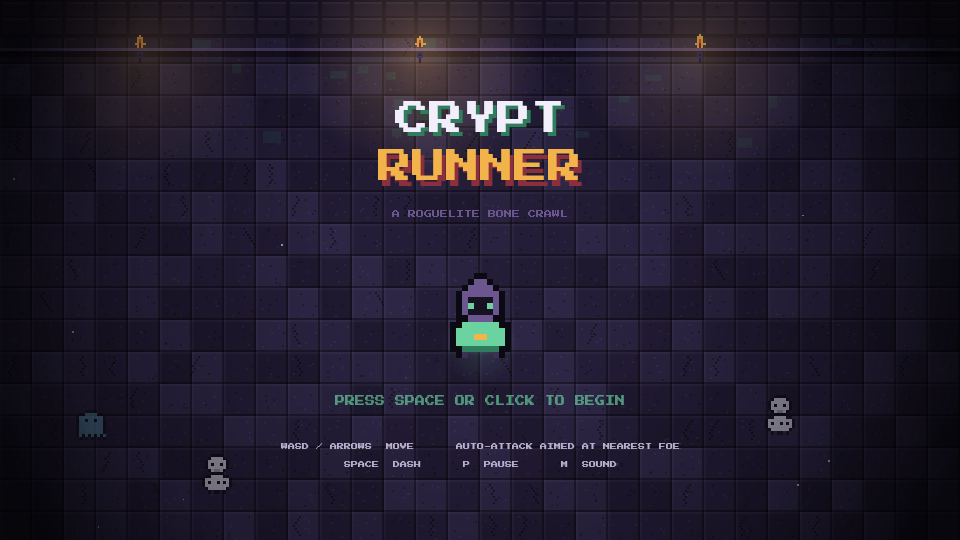 CRYPT
RUNNER
A ROGUELITE BONE CRAWL
PRESS SPACE OR CLICK TO BEGIN
WASD / ARROWS MOVE AUTO-ATTACK AIMED AT NEAREST FOE
SPACE DASH P PAUSE M SOUND